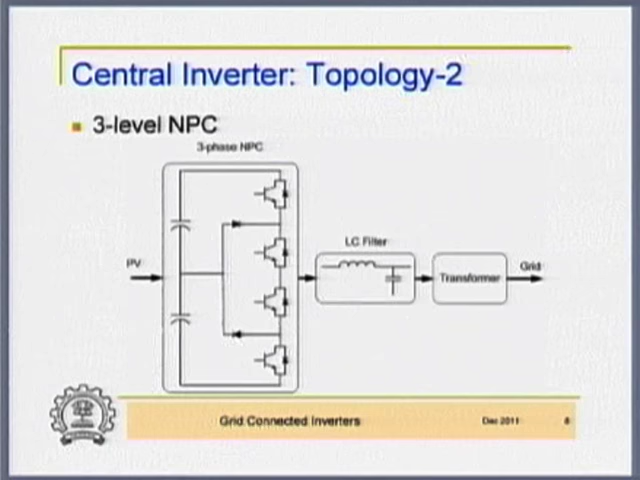 Central Inverter: Topology-2
3-level NPC
3-phase NPC
LC Filter
PV
Transformer
Grid
Grid Connected Inverters
Dec 2011
6